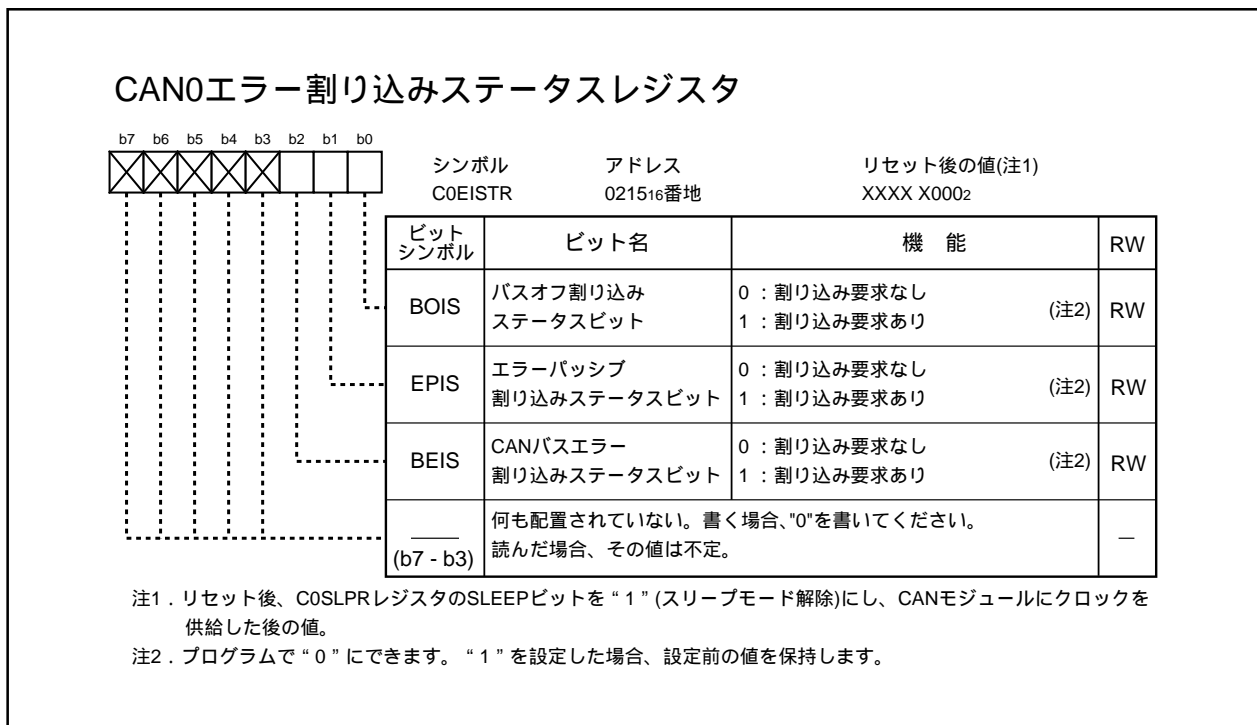 CAN0エラー割り込みステータスレジスタ
b7 b6 b5 b4 b3 b2 b1 b0
シンボル アドレス リセット後の値(注1)
C0EISTR 021516番地 XXXX X0002
ビット
シンボル
ビット名 機 能 RW
BOIS
バスオフ割り込み
ステータスビット
0 : 割り込み要求なし
1 : 割り込み要求あり
(注2) RW
EPIS
エラーパッシブ
割り込みステータスビット
0 : 割り込み要求なし
1 : 割り込み要求あり
(注2) RW
BEIS
CANバスエラー
割り込みステータスビット
0 : 割り込み要求なし
1 : 割り込み要求あり
(注2) RW
(b7 - b3)
何も配置されていない。書く場合、"0"を書いてください。
読んだ場合、その値は不定。
—
注1．リセット後、C0SLPRレジスタのSLEEPビットを“1”(スリープモード解除)にし、CANモジュールにクロックを
供給した後の値。
注2．プログラムで“0”にできます。“1”を設定した場合、設定前の値を保持します。